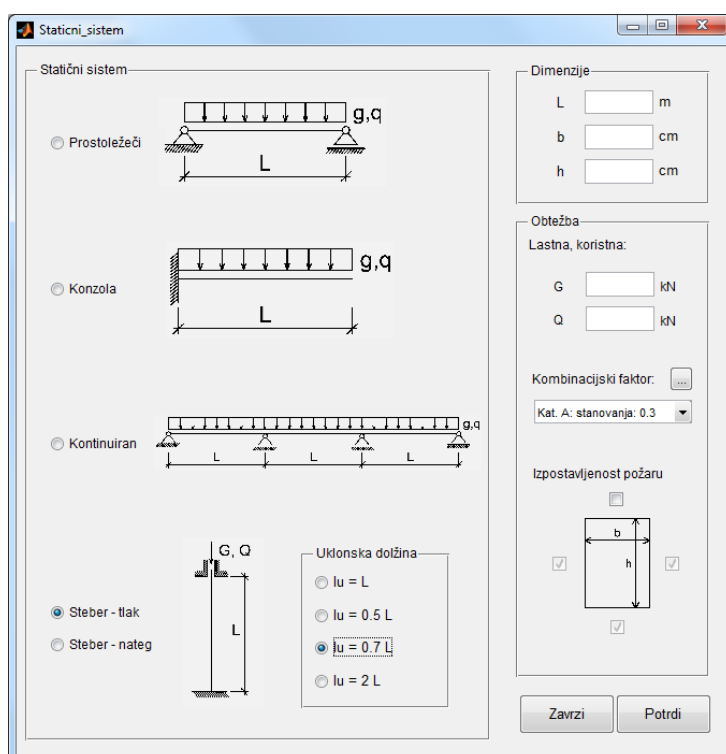 Staticni_sistem
Statični sistem
Prostoležeči
g,q
L
Konzola
g,q
L
Kontinuiran
g,q
L L L
Steber - tlak
Steber - nateg
G, Q
L
Uklonska dolžina
lu = L
lu = 0.5 L
lu = 0.7 L
lu = 2 L
Dimenzije
L m
b cm
h cm
Obtežba
Lastna, koristna:
G kN
Q kN
Kombinacijski faktor: ...
Kat. A: stanovanja: 0.3
Izpostavljenost požaru
b
h
Zavrzi Potrdi